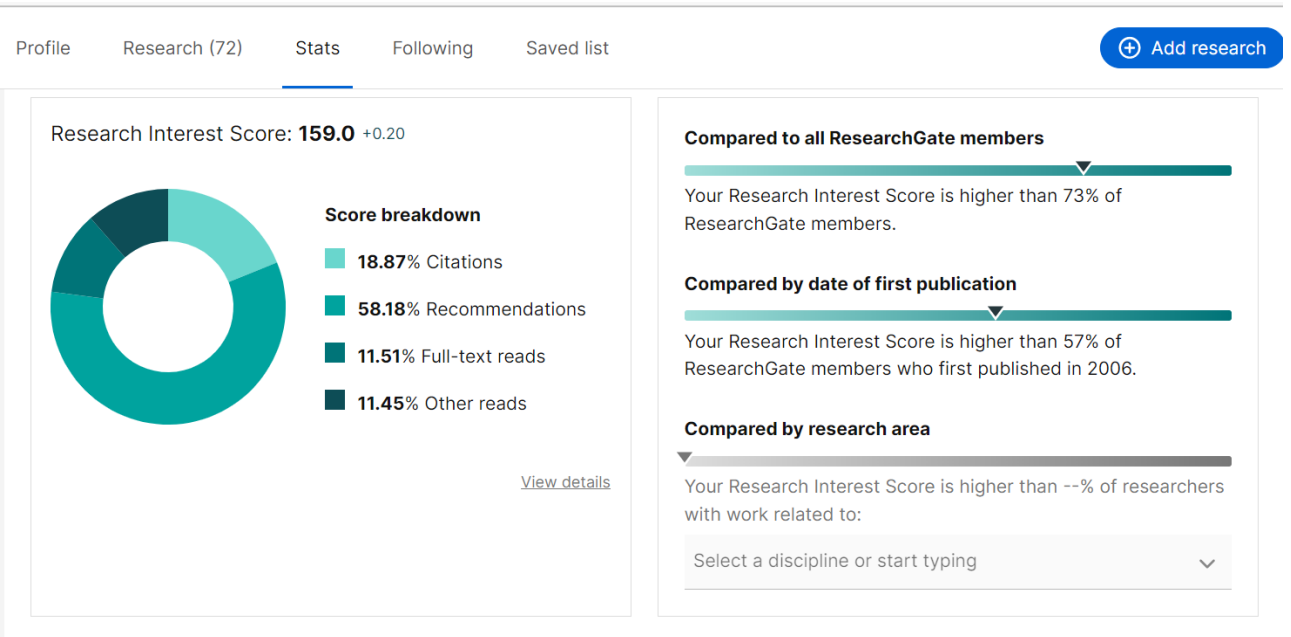 Profile
Research (72)
Stats
Following
Saved list
Add research
Research Interest Score: 159.0 +0.20
Score breakdown
18.87% Citations
58.18% Recommendations
11.51% Full-text reads
11.45% Other reads
View details
Compared to all ResearchGate members
Your Research Interest Score is higher than 73% of
ResearchGate members.
Compared by date of first publication
Your Research Interest Score is higher than 57% of
ResearchGate members who first published in 2006.
Compared by research area
Your Research Interest Score is higher than --% of researchers
with work related to:
Select a discipline or start typing